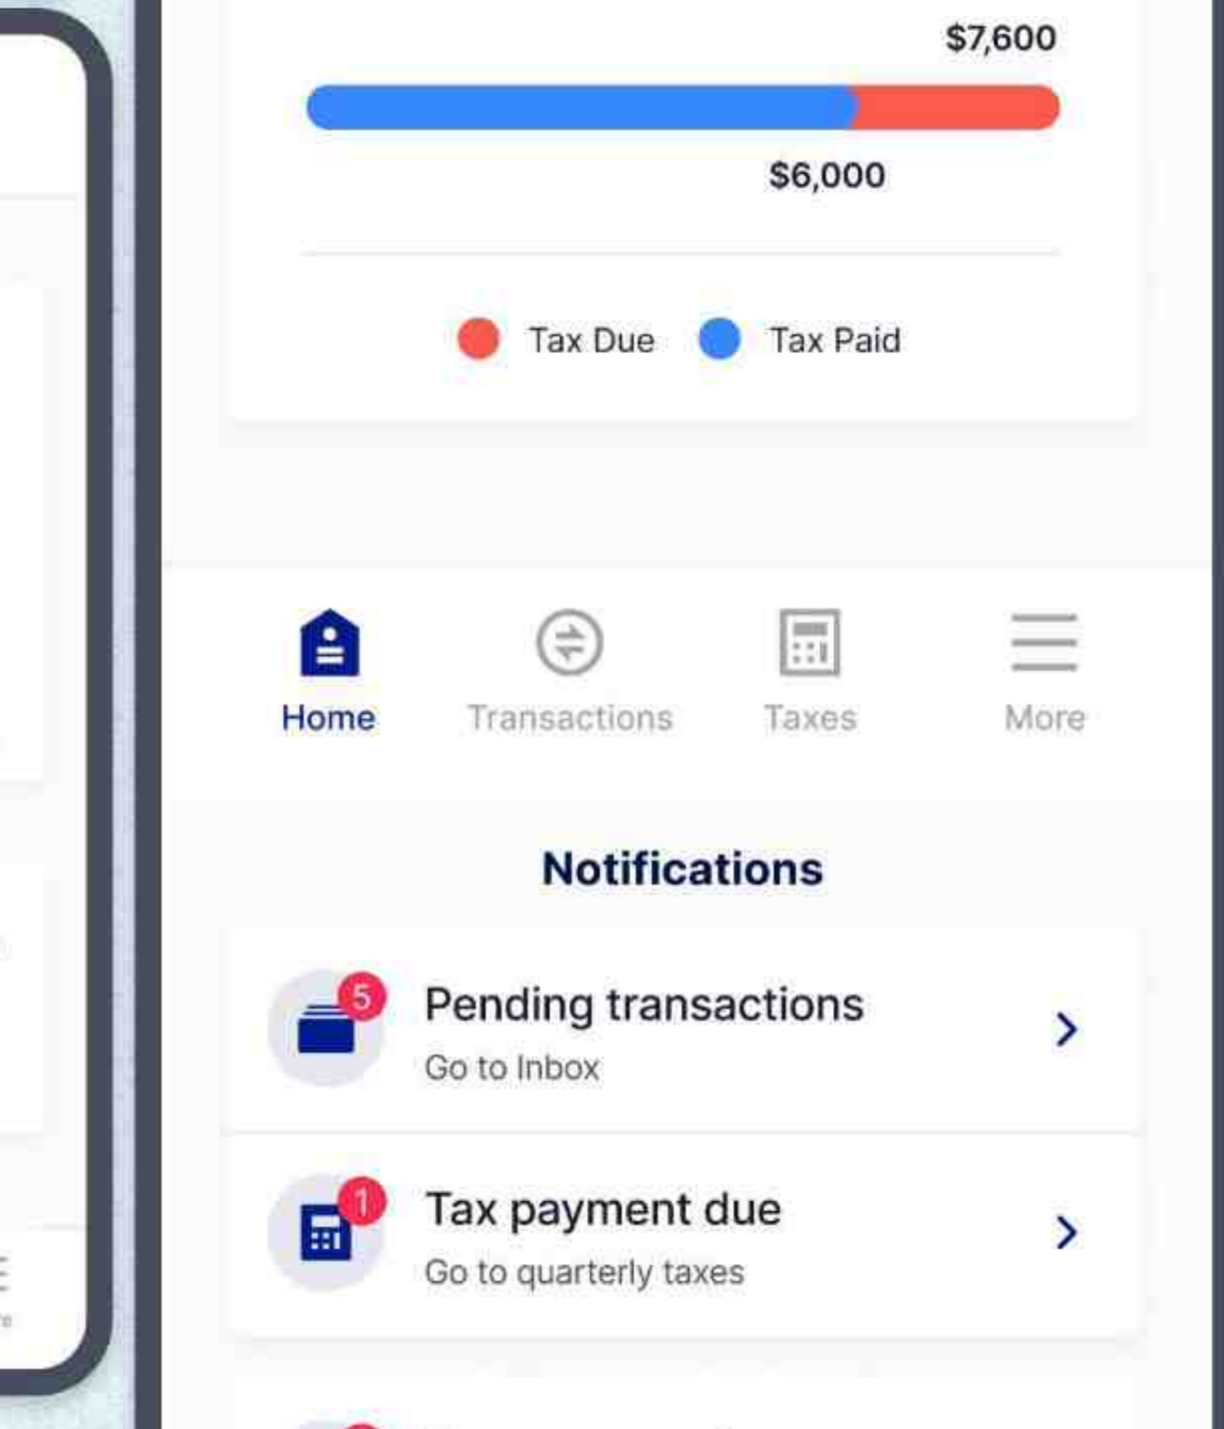 $7,600
$6,000
Tax Due Tax Paid
Home Transactions Taxes More
Notifications
5
Pending transactions
Go to Inbox
1
Tax payment due
Go to quarterly taxes